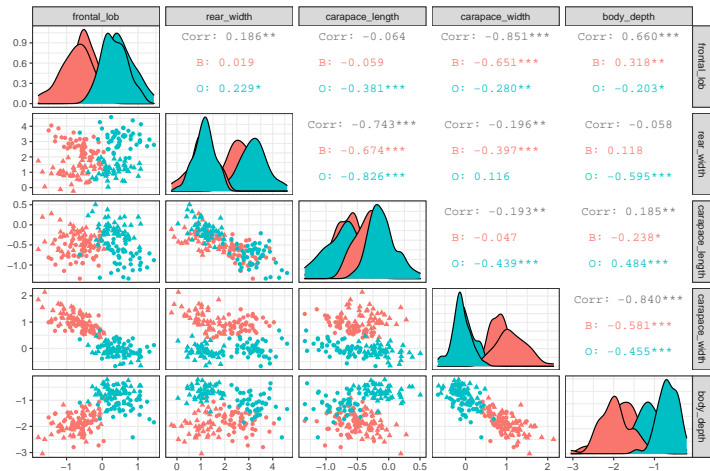 frontal_lob rear_width carapace_length carapace_width body_depth
Corr: 0.186** Corr: −0.064 Corr: −0.851*** Corr: 0.660***
B: 0.019 B: −0.059 B: −0.651*** B: 0.318**
O: 0.229* O: −0.381*** O: −0.280** O: −0.203*
frontal_lob
0.9
0.6
0.3
0.0
Corr: −0.743*** Corr: −0.196** Corr: −0.058
B: −0.674*** B: −0.397*** B: 0.118
O: −0.826*** O: 0.116 O: −0.595***
rear_width
4
3
2
1
0
Corr: −0.193** Corr: 0.185**
B: −0.047 B: −0.238*
O: −0.439*** O: 0.484***
carapace_length
0.5
0.0
−0.5
−1.0
Corr: −0.840***
B: −0.581***
O: −0.455***
carapace_width
2
1
0
body_depth
−1
−2
−3
−1 0 1 0 1 2 3 4 −1.0 −0.5 0.0 0.5 0 1 2 −3 −2 −1